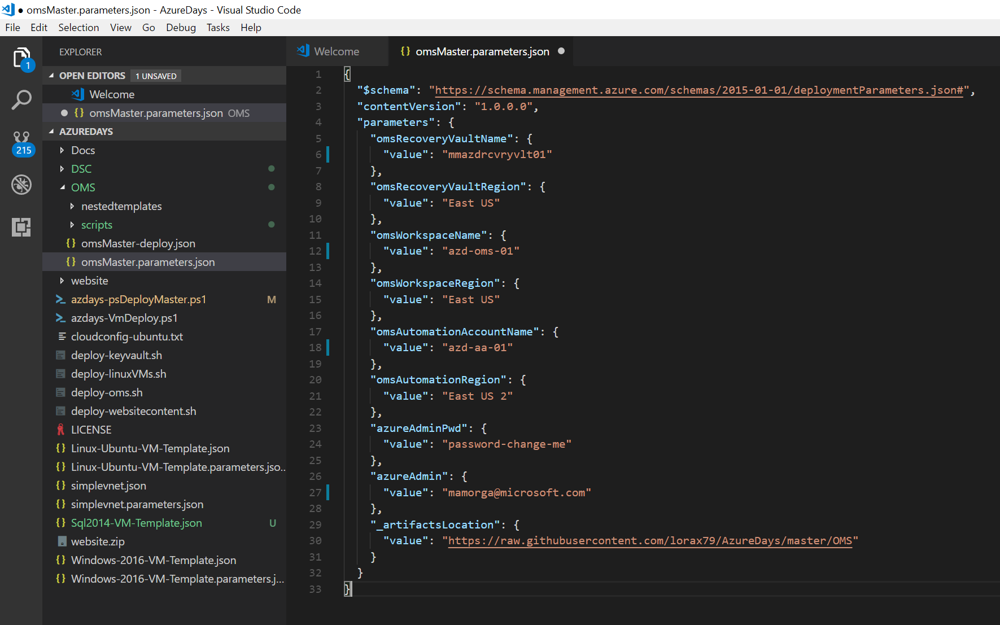 ● omsMaster.parameters.json - AzureDays - Visual Studio Code
File Edit Selection View Go Debug Tasks Help
1
215
EXPLORER
OPEN EDITORS 1 UNSAVED
Welcome
omsMaster.parameters.json OMS
AZUREDAYS
Docs
DSC
OMS
nestedtemplates
scripts
{} omsMaster-deploy.json
{} omsMaster.parameters.json
website
azdays-psDeployMaster.ps1 M
azdays-VmDeploy.ps1
cloudconfig-ubuntu.txt
deploy-keyvault.sh
deploy-linuxVMs.sh
deploy-oms.sh
deploy-websitecontent.sh
LICENSE
{} Linux-Ubuntu-VM-Template.json
{} Linux-Ubuntu-VM-Template.parameters.jso...
{} simplevnet.json
{} simplevnet.parameters.json
{} Sql2014-VM-Template.json U
website.zip
{} Windows-2016-VM-Template.json
{} Windows-2016-VM-Template.parameters.j...
Welcome {} omsMaster.parameters.json ●
1 {
2 "$schema": "https://schema.management.azure.com/schemas/2015-01-01/deploymentParameters.json#",
3 "contentVersion": "1.0.0.0",
4 "parameters": {
5 "omsRecoveryVaultName": {
6 "value": "mmazdrcvryvlt01"
7 },
8 "omsRecoveryVaultRegion": {
9 "value": "East US"
10 },
11 "omsWorkspaceName": {
12 "value": "azd-oms-01"
13 },
14 "omsWorkspaceRegion": {
15 "value": "East US"
16 },
17 "omsAutomationAccountName": {
18 "value": "azd-aa-01"
19 },
20 "omsAutomationRegion": {
21 "value": "East US 2"
22 },
23 "azureAdminPwd": {
24 "value": "password-change-me"
25 },
26 "azureAdmin": {
27 "value": "mamorga@microsoft.com"
28 },
29 "_artifactsLocation": {
30 "value": "https://raw.githubusercontent.com/lorax79/AzureDays/master/OMS"
31 }
32 }
33 }